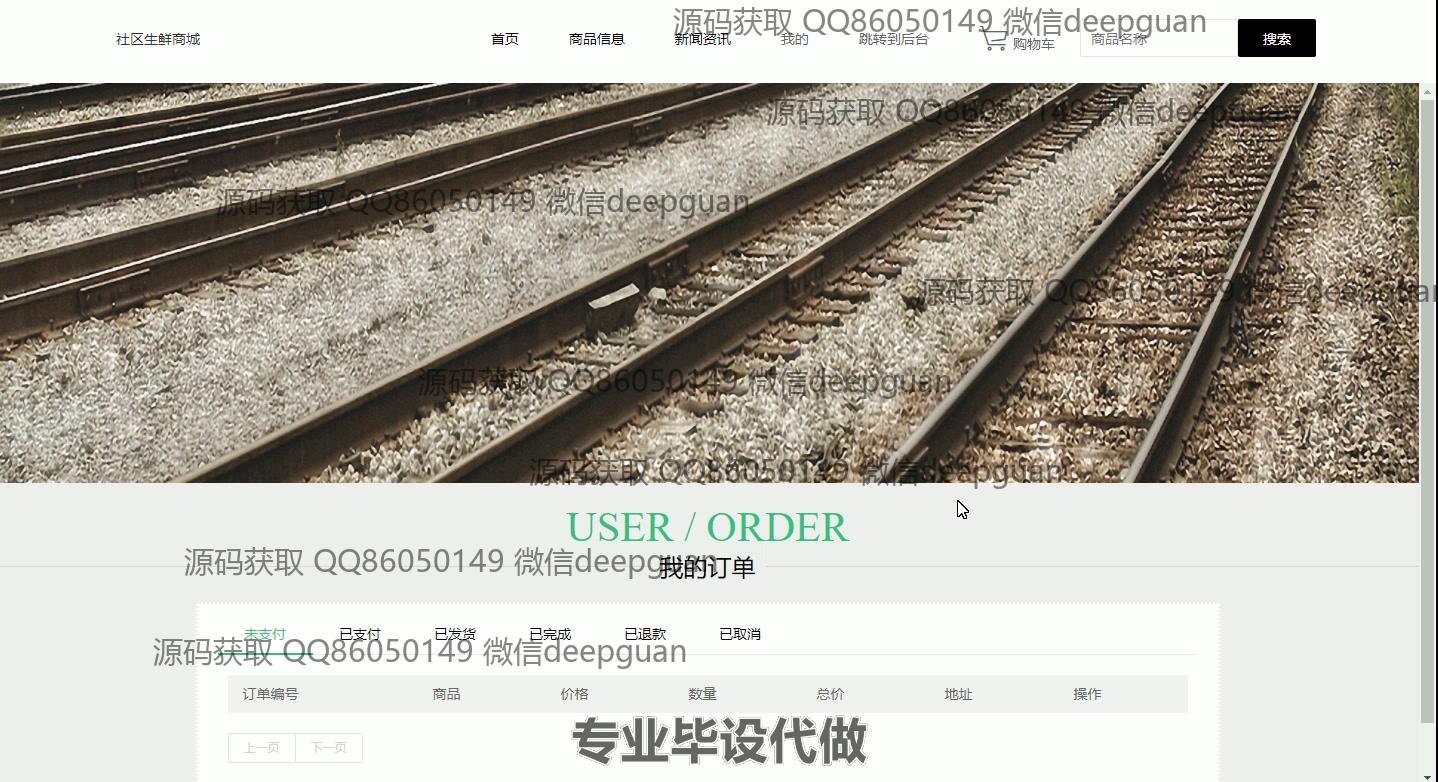 源码获取 QQ86050149 微信deepguan
社区生鲜商城
首页
商品信息
新闻资讯
我的
跳转到后台
购物车
商品名称
搜索
源码获取 QQ86050149 微信deepguan
源码获取 QQ86050149 微信deepguan
源码获取 QQ86050149 微信deepguan
源码获取 QQ86050149 微信deepguan
源码获取 QQ86050149 微信deepguan
USER / ORDER
源码获取 QQ86050149 微信deepguan
我的订单
未支付
已支付
已发货
已完成
已退款
已取消
源码获取 QQ86050149 微信deepguan
订单编号
商品
价格
数量
总价
地址
操作
专业毕设代做
上一页
下一页